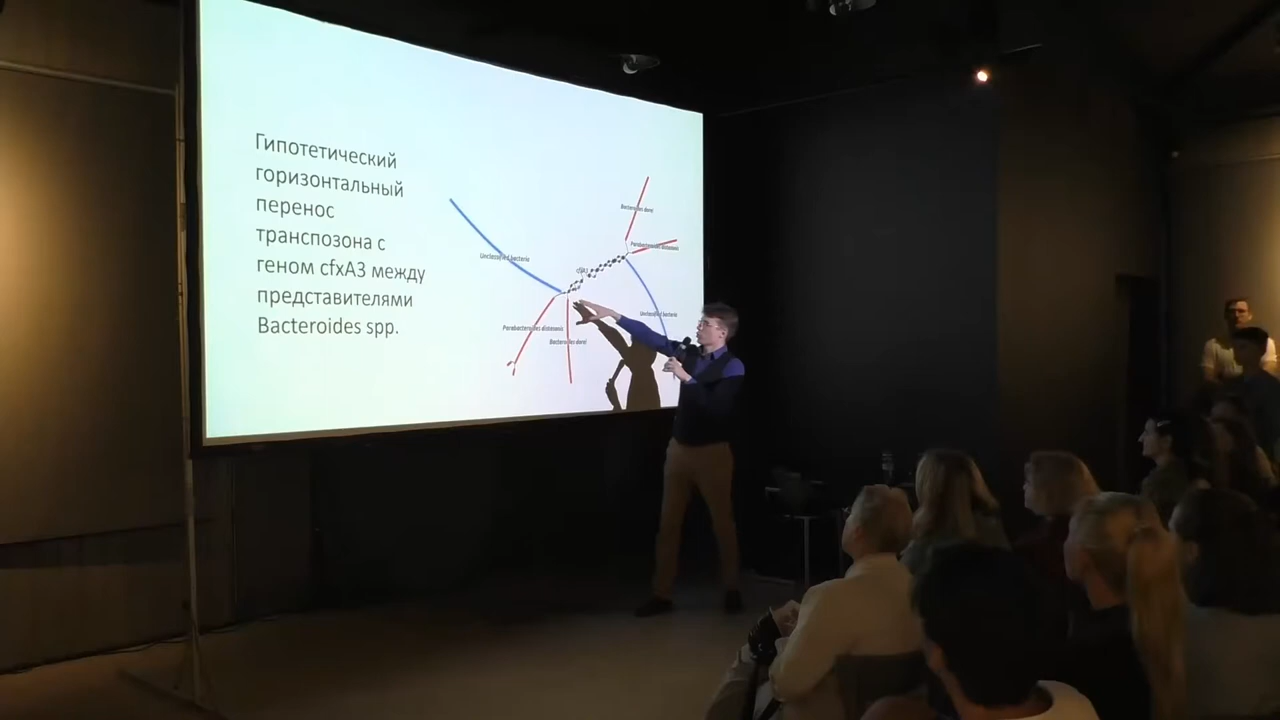 Гипотетический
горизонтальный
перенос
транспозона с
геном cfxA3 между
представителями
Bacteroides spp.
Bacteroides dorei
Parabacteroides distasonis
cfxA3
Unclassified bacteria
Unclassified bacteria
Parabacteroides distasonis
Bacteroides dorei